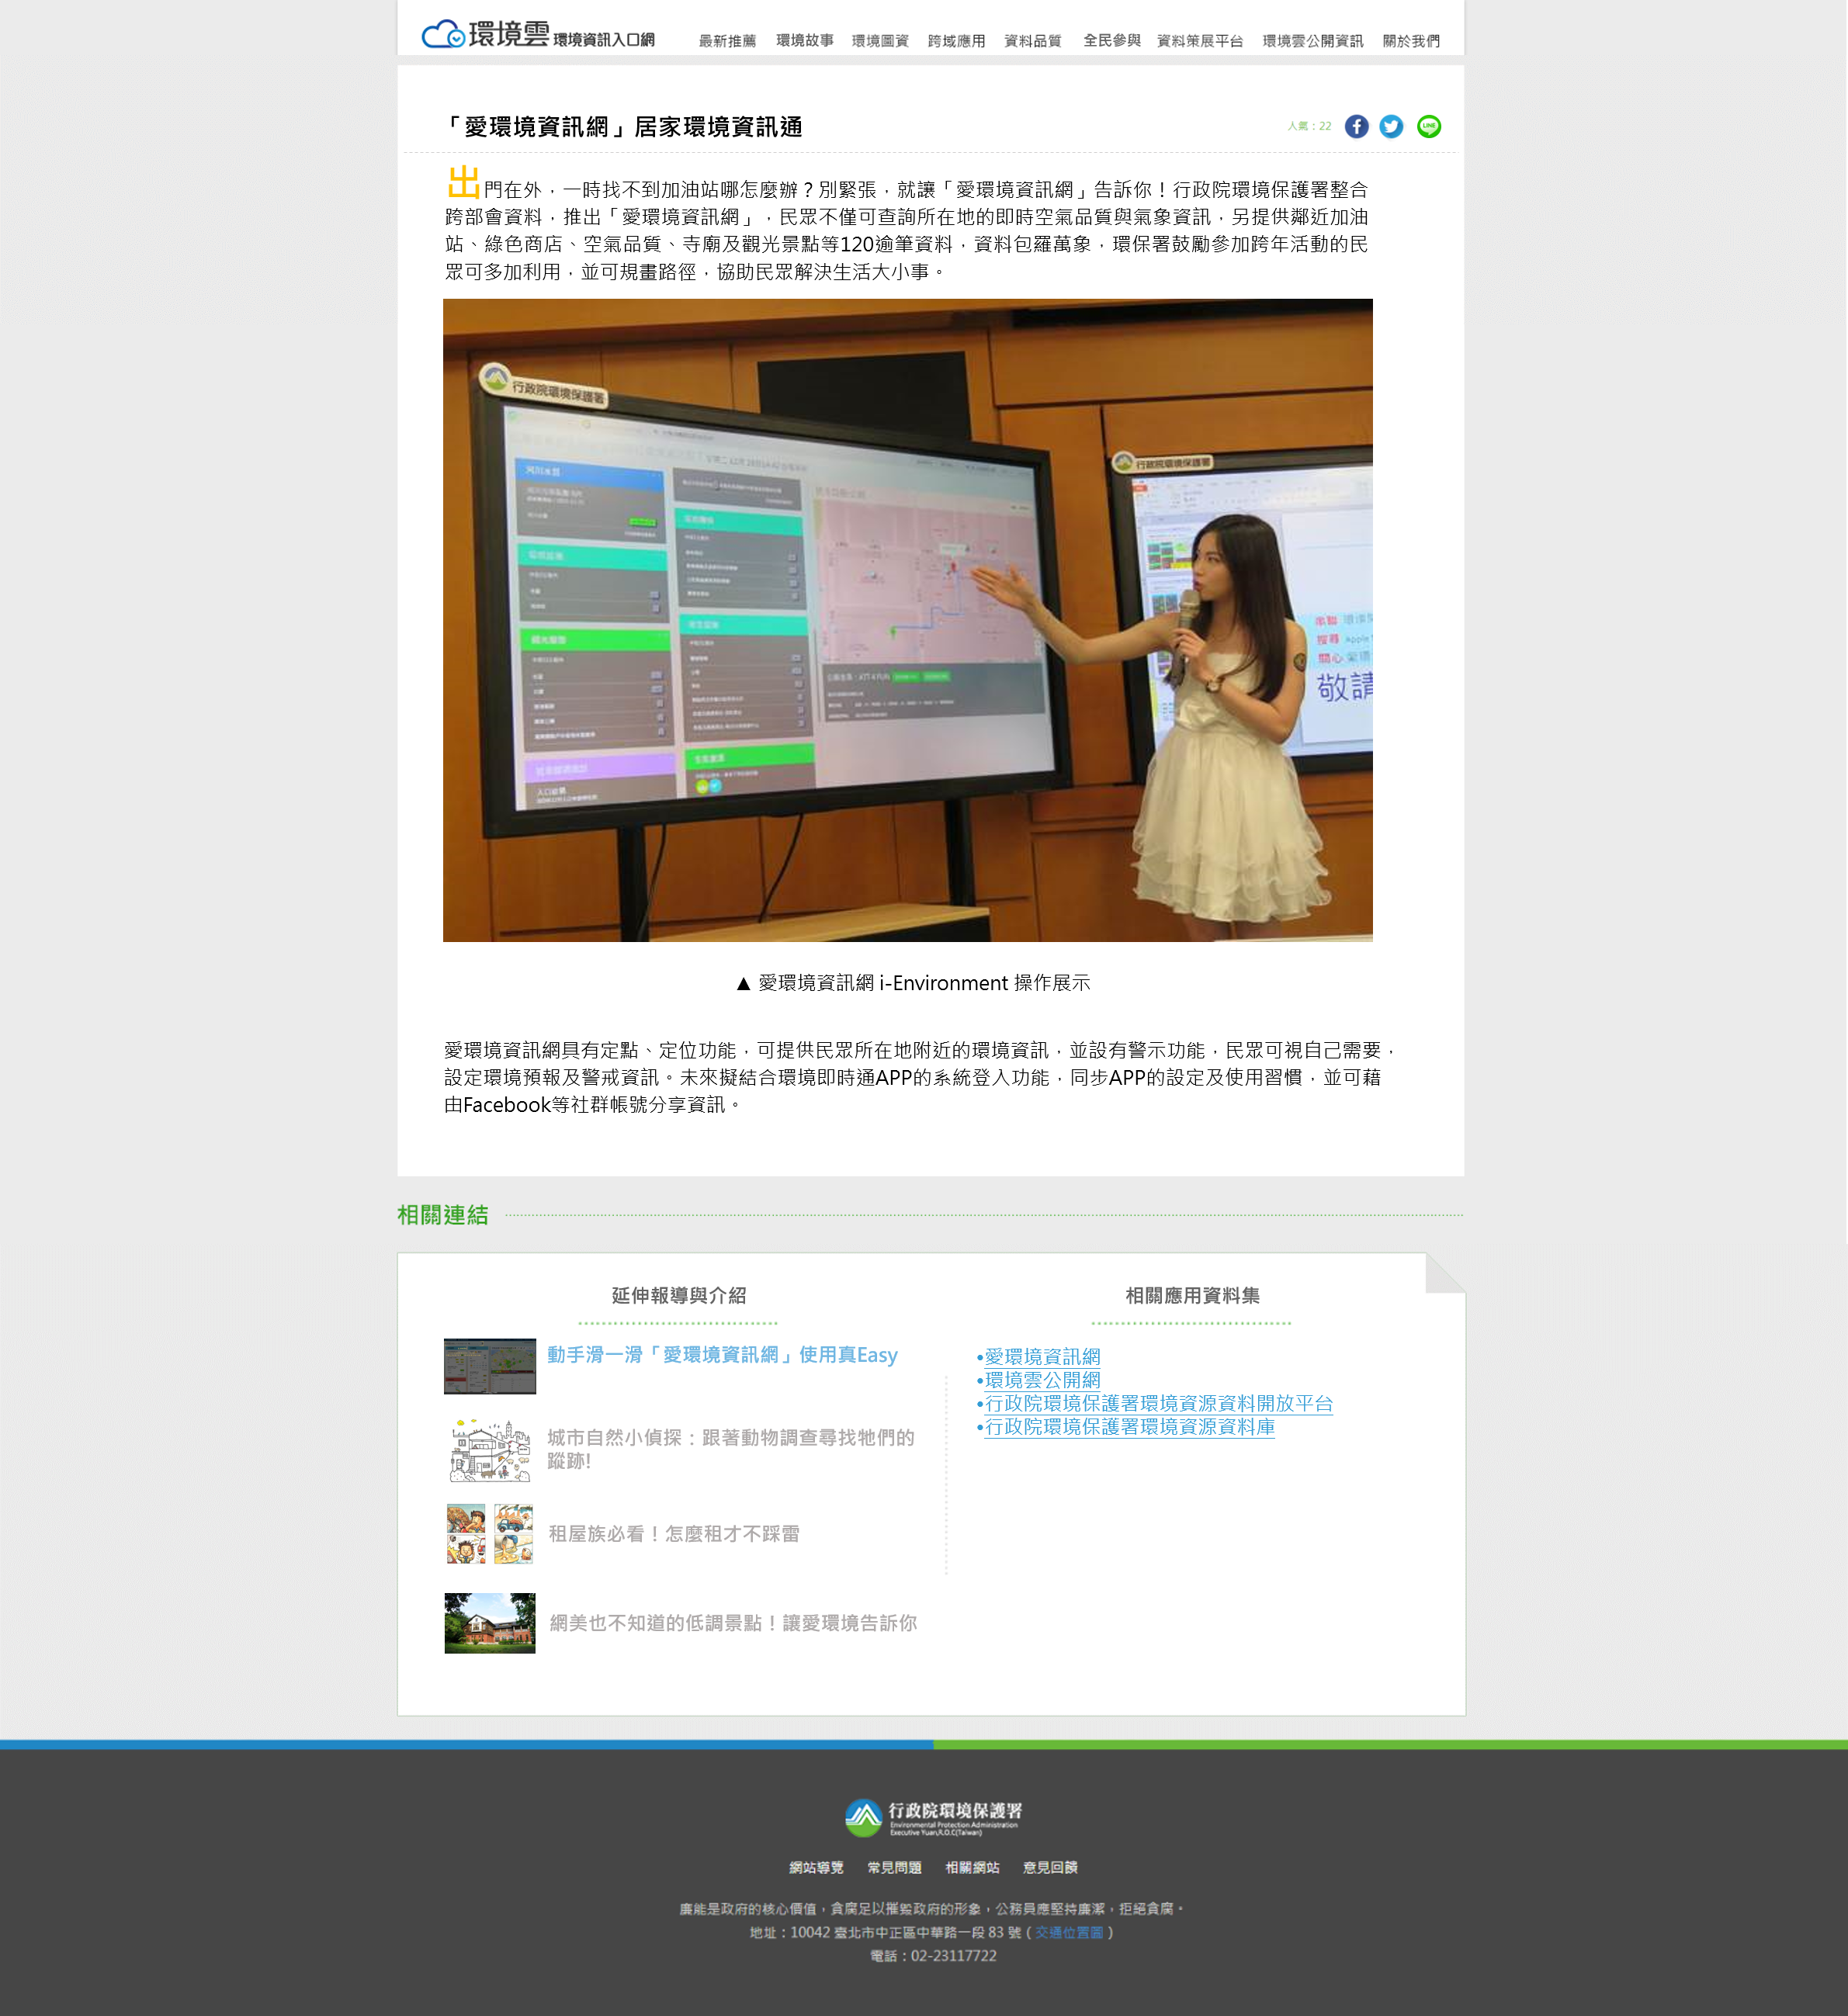 環境雲 環境資訊入口網
最新推薦 環境故事 環境圖資 跨域應用 資料品質 全民參與 資料策展平台 環境雲公開資訊 關於我們
「愛環境資訊網」居家環境資訊通
人氣：22
出門在外，一時找不到加油站哪怎麼辦？別緊張，就讓「愛環境資訊網」告訴你！行政院環境保護署整合
跨部會資料，推出「愛環境資訊網」，民眾不僅可查詢所在地的即時空氣品質與氣象資訊，另提供鄰近加油
站、綠色商店、空氣品質、寺廟及觀光景點等120逾筆資料，資料包羅萬象，環保署鼓勵參加跨年活動的民
眾可多加利用，並可規畫路徑，協助民眾解決生活大小事。
行政院環境保護署
行政院環境保護署
河川水質
搜尋 Apple
關心 愛環
敬請
▲ 愛環境資訊網 i-Environment 操作展示
愛環境資訊網具有定點、定位功能，可提供民眾所在地附近的環境資訊，並設有警示功能，民眾可視自己需要，
設定環境預報及警戒資訊。未來擬結合環境即時通APP的系統登入功能，同步APP的設定及使用習慣，並可藉
由Facebook等社群帳號分享資訊。
相關連結
延伸報導與介紹
動手滑一滑「愛環境資訊網」使用真Easy
城市自然小偵探：跟著動物調查尋找牠們的
蹤跡!
租屋族必看！怎麼租才不踩雷
網美也不知道的低調景點！讓愛環境告訴你
相關應用資料集
•愛環境資訊網
•環境雲公開網
•行政院環境保護署環境資源資料開放平台
•行政院環境保護署環境資源資料庫
行政院環境保護署
Environmental Protection Administration
Executive Yuan,R.O.C(Taiwan)
網站導覽 常見問題 相關網站 意見回饋
廉能是政府的核心價值，貪腐足以摧毀政府的形象，公務員應堅持廉潔，拒絕貪腐。
地址：10042 臺北市中正區中華路一段 83 號（交通位置圖）
電話：02-23117722